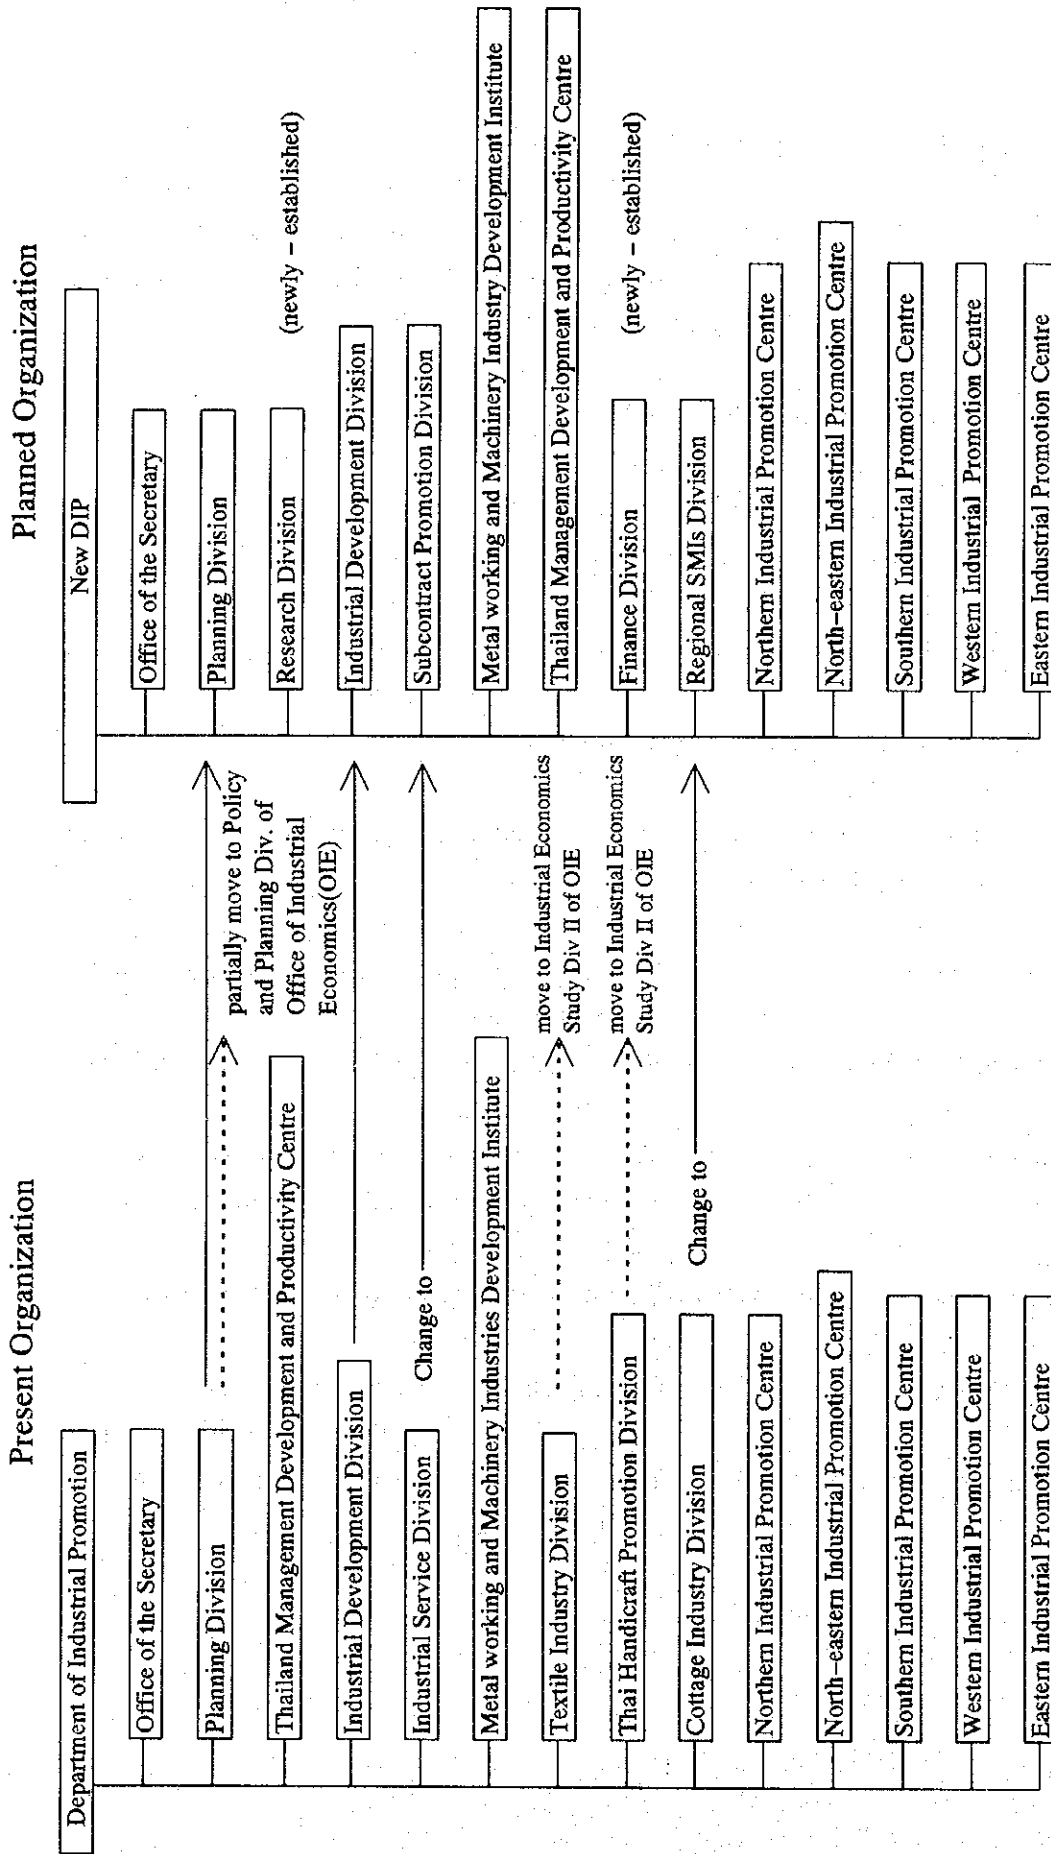 Present Organization
Department of Industrial Promotion
Office of the Secretary
Planning Division
Thailand Management Development and Productivity Centre
Industrial Development Division
Industrial Service Division
Metal working and Machinery Industries Development Institute
Textile Industry Division
Thai Handicraft Promotion Division
Cottage Industry Division
Northern Industrial Promotion Centre
North-eastern Industrial Promotion Centre
Southern Industrial Promotion Centre
Western Industrial Promotion Centre
Eastern Industrial Promotion Centre
partially move to Policy
and Planning Div. of
Office of Industrial
Economics(OIE)
Change to
move to Industrial Economics
Study Div II of OIE
move to Industrial Economics
Study Div II of OIE
Change to
Planned Organization
New DIP
Office of the Secretary
Planning Division
Research Division
(newly – established)
Industrial Development Division
Subcontract Promotion Division
Metal working and Machinery Industry Development Institute
Thailand Management Development and Productivity Centre
Finance Division
(newly – established)
Regional SMIs Division
Northern Industrial Promotion Centre
North-eastern Industrial Promotion Centre
Southern Industrial Promotion Centre
Western Industrial Promotion Centre
Eastern Industrial Promotion Centre